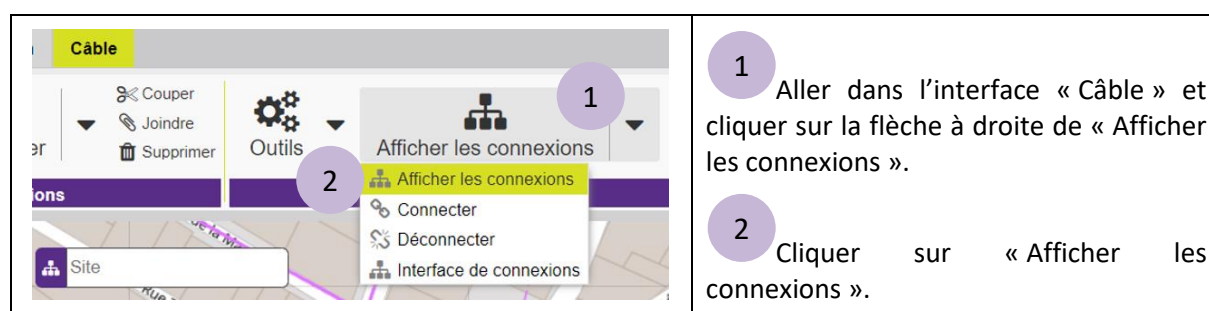 Câble
Couper
Joindre
Supprimer
er
Outils
Afficher les connexions
1
ions
2
Afficher les connexions
Connecter
Déconnecter
Interface de connexions
Site
1
Aller dans l’interface « Câble » et
cliquer sur la flèche à droite de « Afficher
les connexions ».
2
Cliquer sur « Afficher les
connexions ».